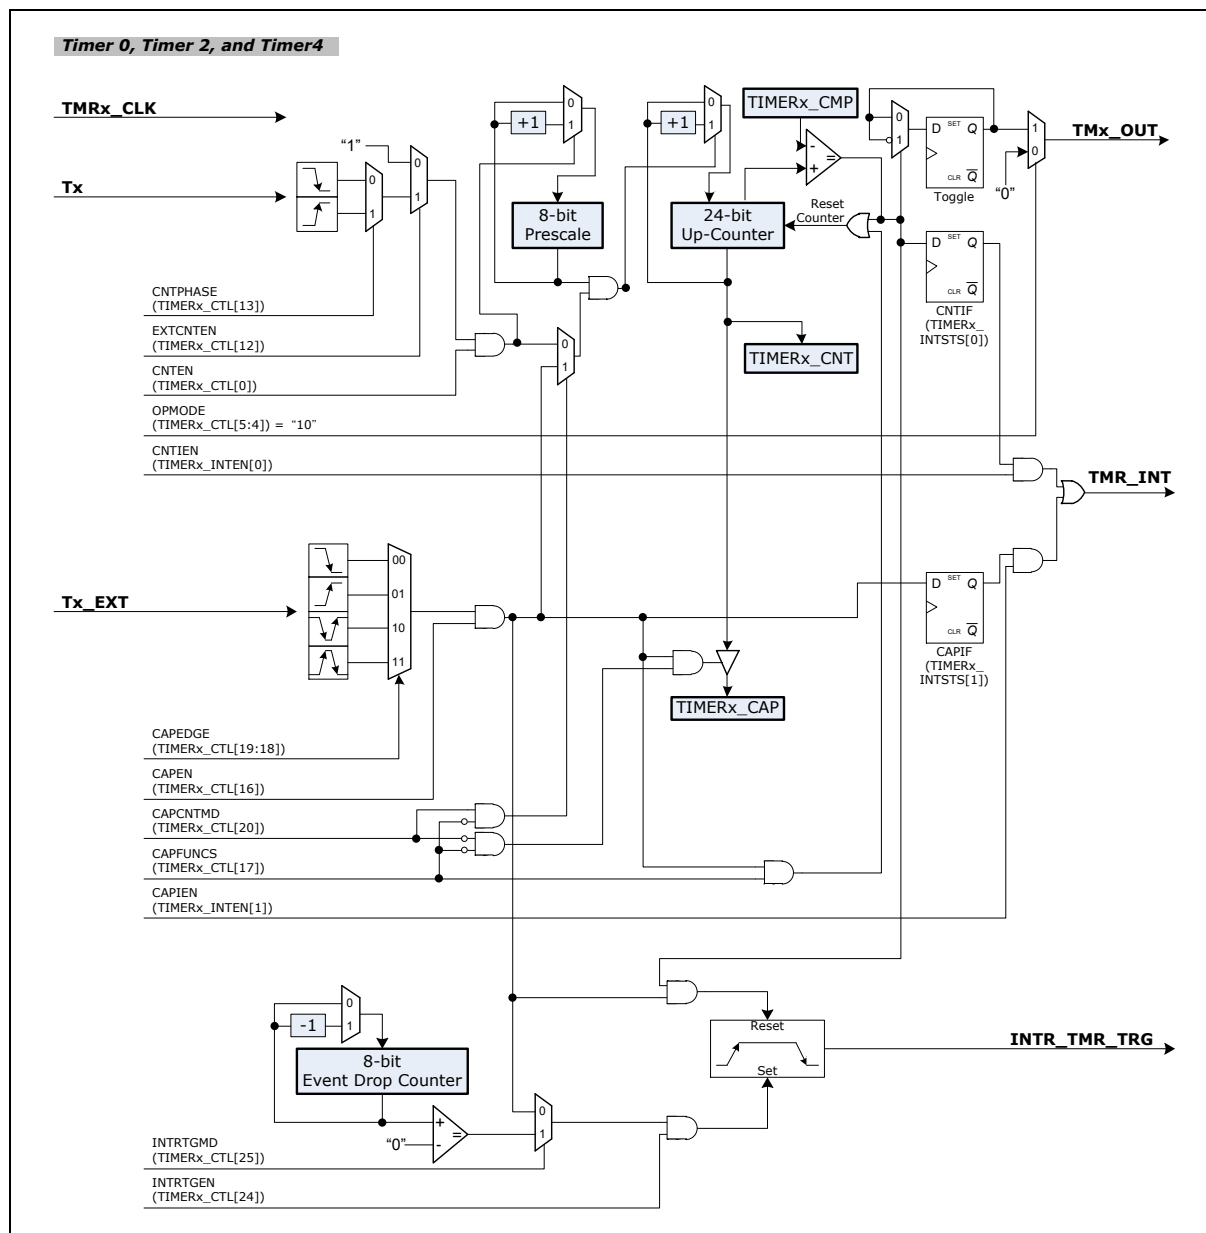 Timer 0, Timer 2, and Timer4
TMRx_CLK
"1"
0
1
0
1
Tx
+1
0
1
8-bit
Prescale
+1
0
1
24-bit
Up-Counter
TIMERx_CMP
-
+
=
Reset
Counter
0
1
D SET Q
CLR Q
Toggle
1
0
"0"
TMx_OUT
D SET Q
CLR Q
CNTIF
(TIMERx_
INTSTS[0])
CNTPHASE
(TIMERx_CTL[13])
EXTCNTEN
(TIMERx_CTL[12])
CNTEN
(TIMERx_CTL[0])
OPMODE
(TIMERx_CTL[5:4]) = "10"
CNTIEN
(TIMERx_INTEN[0])
0
1
TIMERx_CNT
TMR_INT
Tx_EXT
00
01
10
11
D SET Q
CLR Q
CAPIF
(TIMERx_
INTSTS[1])
TIMERx_CAP
CAPEDGE
(TIMERx_CTL[19:18])
CAPEN
(TIMERx_CTL[16])
CAPCNTMD
(TIMERx_CTL[20])
CAPFUNCS
(TIMERx_CTL[17])
CAPIEN
(TIMERx_INTEN[1])
-1
0
1
8-bit
Event Drop Counter
"0"
+
-
=
0
1
Reset
Set
INTR_TMR_TRG
INTRTGMD
(TIMERx_CTL[25])
INTRTGEN
(TIMERx_CTL[24])